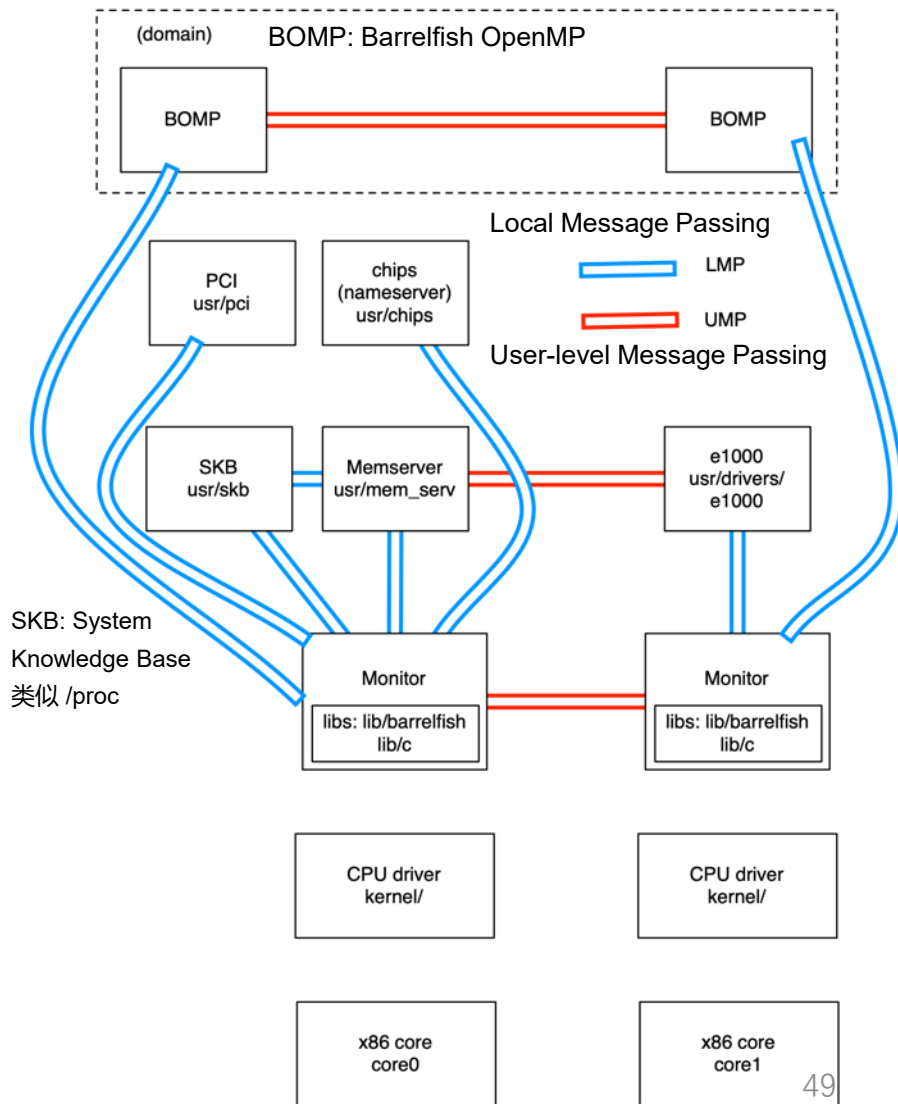 (domain)
BOMP: Barrelfish OpenMP
BOMP
BOMP
Local Message Passing
LMP
UMP
User-level Message Passing
PCI
usr/pci
chips
(nameserver)
usr/chips
SKB
usr/skb
Memserver
usr/mem_serv
e1000
usr/drivers/
e1000
SKB: System
Knowledge Base
类似 /proc
Monitor
libs: lib/barrelfish
lib/c
Monitor
libs: lib/barrelfish
lib/c
CPU driver
kernel/
CPU driver
kernel/
x86 core
core0
x86 core
core1
49